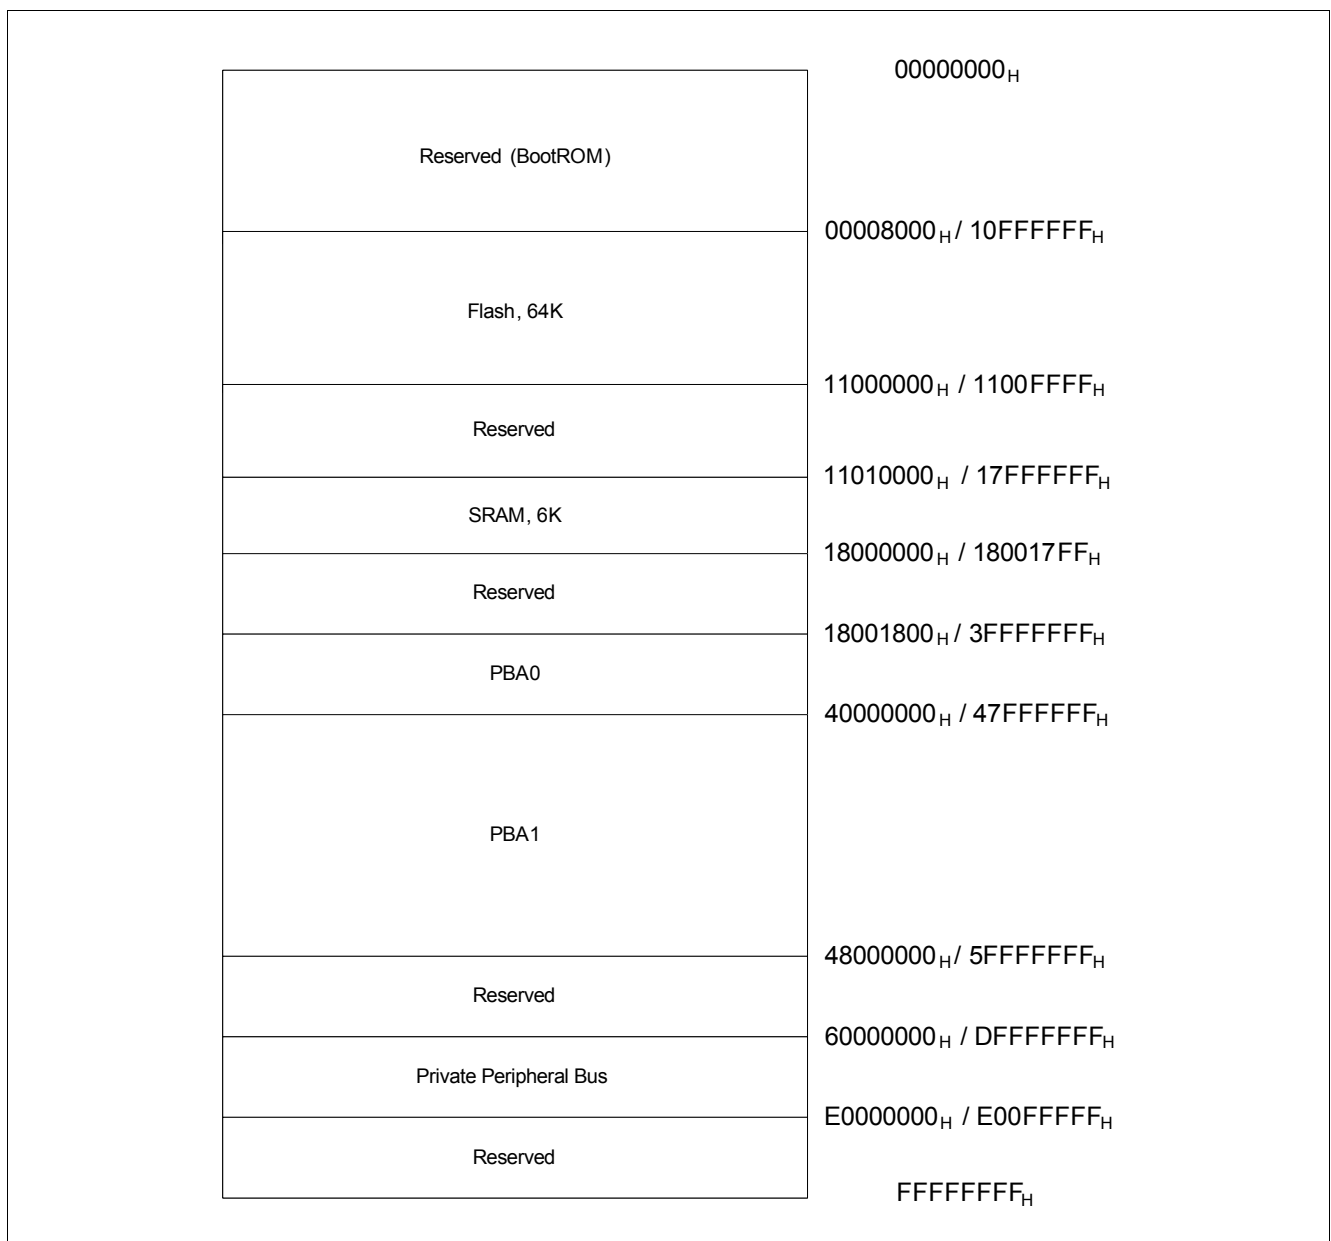 00000000H
Reserved (BootROM)
00008000H / 10FFFFFFH
Flash, 64K
11000000H / 1100FFFFH
Reserved
11010000H / 17FFFFFFH
SRAM, 6K
18000000H / 180017FFH
Reserved
18001800H / 3FFFFFFFH
PBA0
40000000H / 47FFFFFFH
PBA1
48000000H / 5FFFFFFFH
Reserved
60000000H / DFFFFFFFH
Private Peripheral Bus
E0000000H / E00FFFFFH
Reserved
FFFFFFFFH